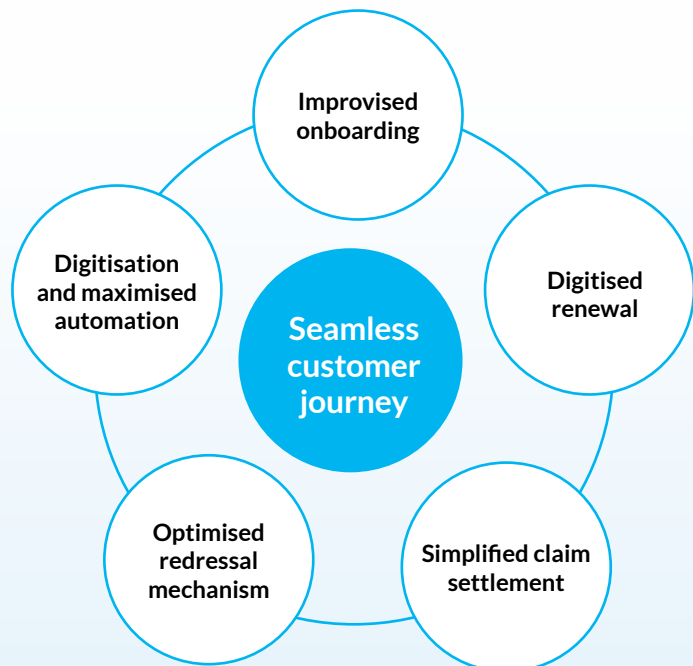 Improvised
onboarding
Digitised
renewal
Simplified claim
settlement
Optimised
redressal
mechanism
Digitisation
and maximised
automation
Seamless
customer
journey